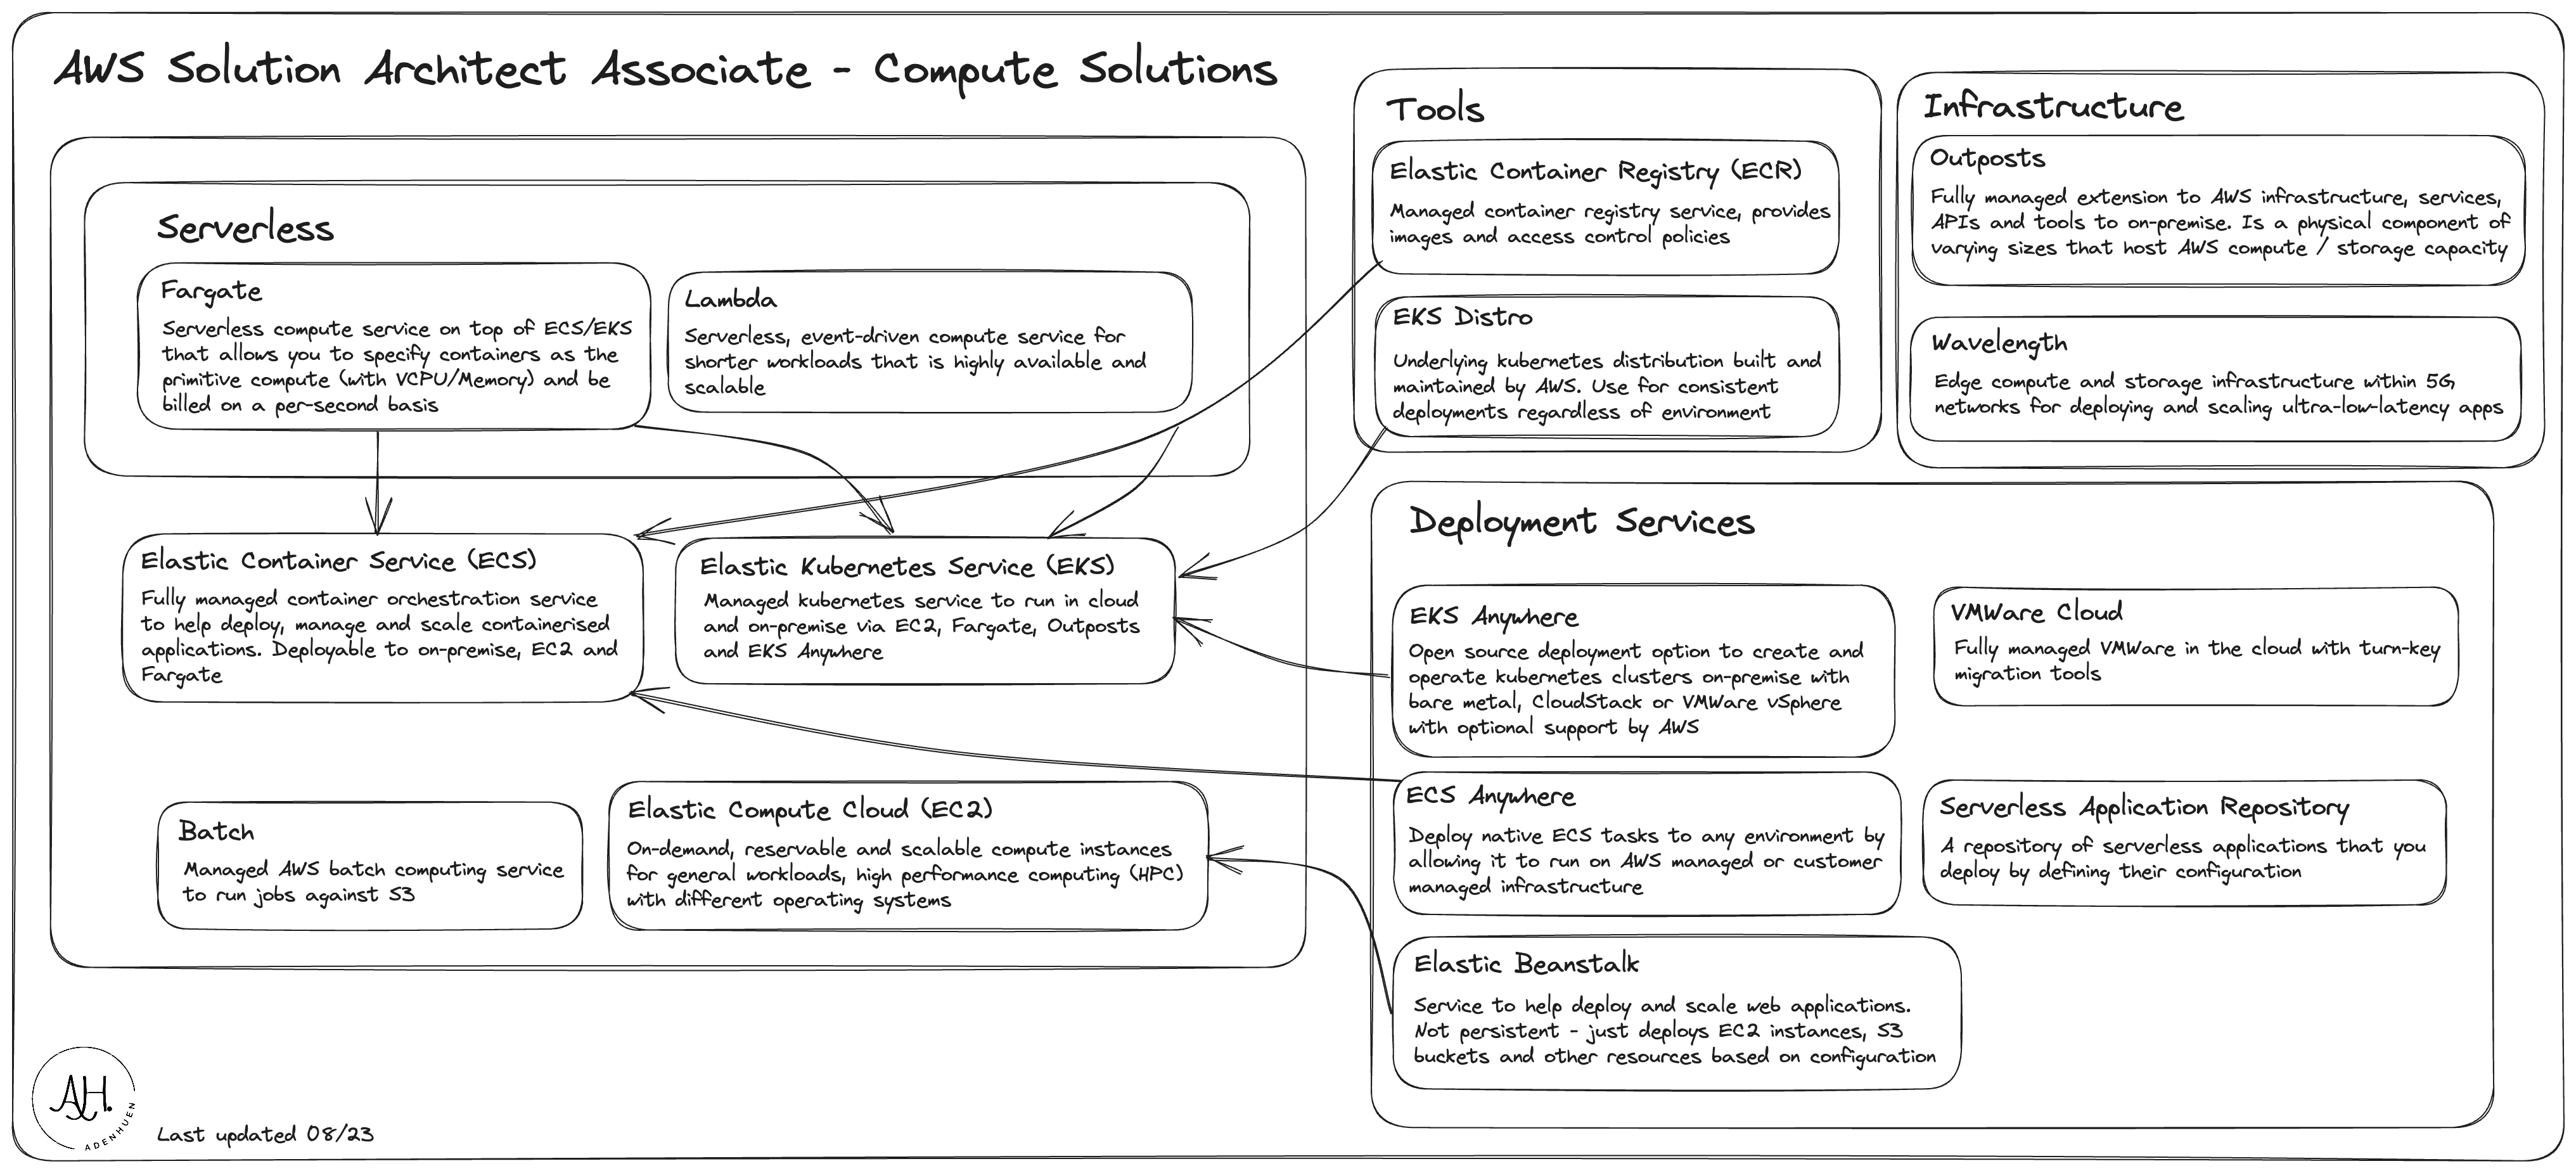 AWS Solution Architect Associate - Compute Solutions
Serverless
Fargate
Serverless compute service on top of ECS/EKS
that allows you to specify containers as the
primitive compute (with VCPU/Memory) and be
billed on a per-second basis
Lambda
Serverless, event-driven compute service for
shorter workloads that is highly available and
scalable
Elastic Container Service (ECS)
Fully managed container orchestration service
to help deploy, manage and scale containerised
applications. Deployable to on-premise, EC2 and
Fargate
Elastic Kubernetes Service (EKS)
Managed kubernetes service to run in cloud
and on-premise via EC2, Fargate, Outposts
and EKS Anywhere
Batch
Managed AWS batch computing service
to run jobs against S3
Elastic Compute Cloud (EC2)
On-demand, reservable and scalable compute instances
for general workloads, high performance computing (HPC)
with different operating systems
Tools
Elastic Container Registry (ECR)
Managed container registry service, provides
images and access control policies
EKS Distro
Underlying kubernetes distribution built and
maintained by AWS. Use for consistent
deployments regardless of environment
Infrastructure
Outposts
Fully managed extension to AWS infrastructure, services,
APIs and tools to on-premise. Is a physical component of
varying sizes that host AWS compute / storage capacity
Wavelength
Edge compute and storage infrastructure within 5G
networks for deploying and scaling ultra-low-latency apps
Deployment Services
EKS Anywhere
Open source deployment option to create and
operate kubernetes clusters on-premise with
bare metal, CloudStack or VMWare vSphere
with optional support by AWS
VMWare Cloud
Fully managed VMWare in the cloud with turn-key
migration tools
ECS Anywhere
Deploy native ECS tasks to any environment by
allowing it to run on AWS managed or customer
managed infrastructure
Serverless Application Repository
A repository of serverless applications that you
deploy by defining their configuration
Elastic Beanstalk
Service to help deploy and scale web applications.
Not persistent - just deploys EC2 instances, S3
buckets and other resources based on configuration
AH.
ADENHUEN
Last updated 08/23